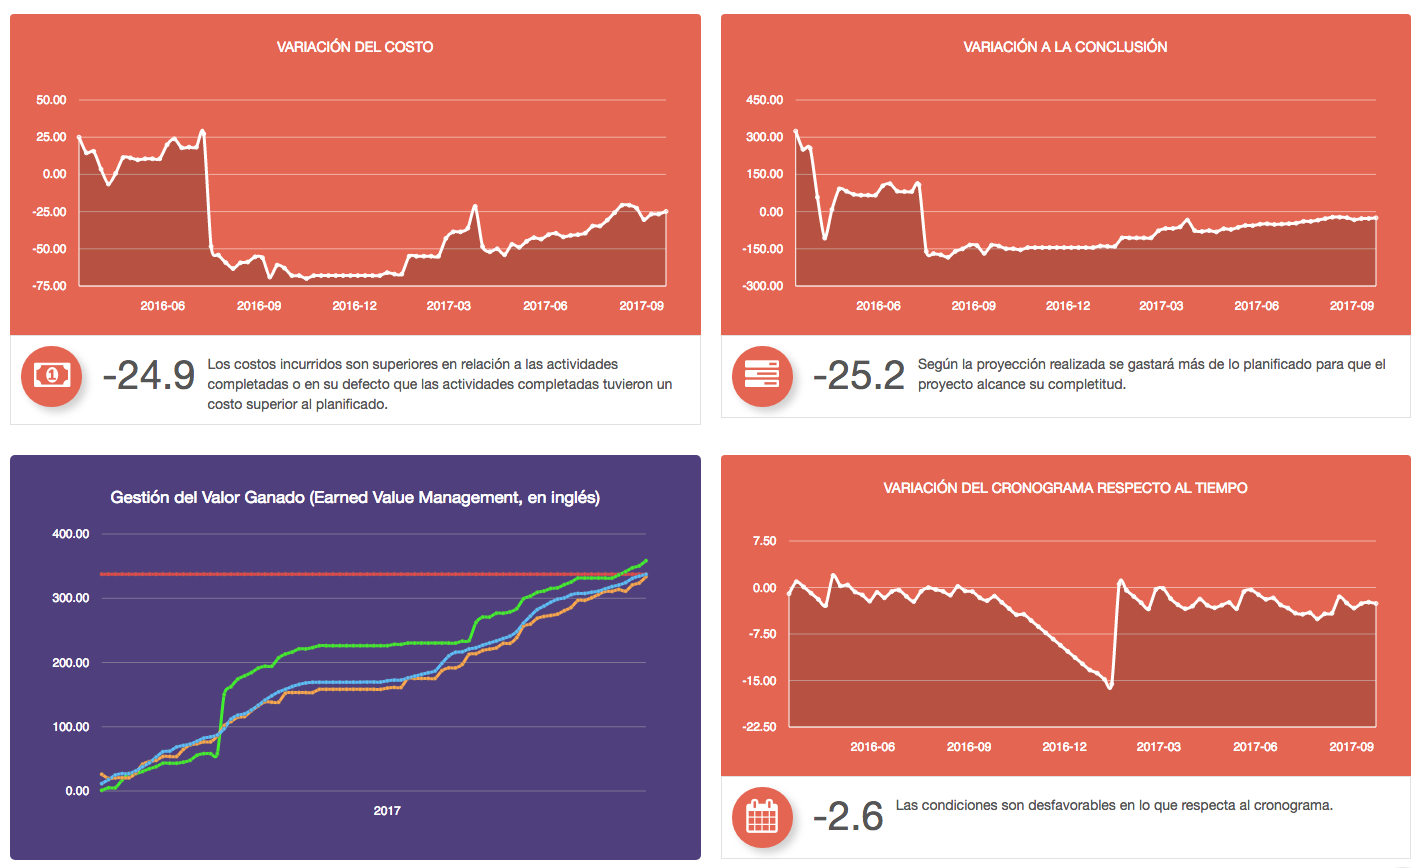 VARIACIÓN DEL COSTO
50.00
25.00
0.00
-25.00
-50.00
-75.00
2016-06 2016-09 2016-12 2017-03 2017-06 2017-09
1
-24.9
Los costos incurridos son superiores en relación a las actividades
completadas o en su defecto que las actividades completadas tuvieron un
costo superior al planificado.
VARIACIÓN A LA CONCLUSIÓN
450.00
300.00
150.00
0.00
-150.00
-300.00
2016-06 2016-09 2016-12 2017-03 2017-06 2017-09
-25.2
Según la proyección realizada se gastará más de lo planificado para que el
proyecto alcance su completitud.
Gestión del Valor Ganado (Earned Value Management, en inglés)
400.00
300.00
200.00
100.00
0.00
2017
VARIACIÓN DEL CRONOGRAMA RESPECTO AL TIEMPO
7.50
0.00
-7.50
-15.00
-22.50
2016-06 2016-09 2016-12 2017-03 2017-06 2017-09
-2.6
Las condiciones son desfavorables en lo que respecta al cronograma.